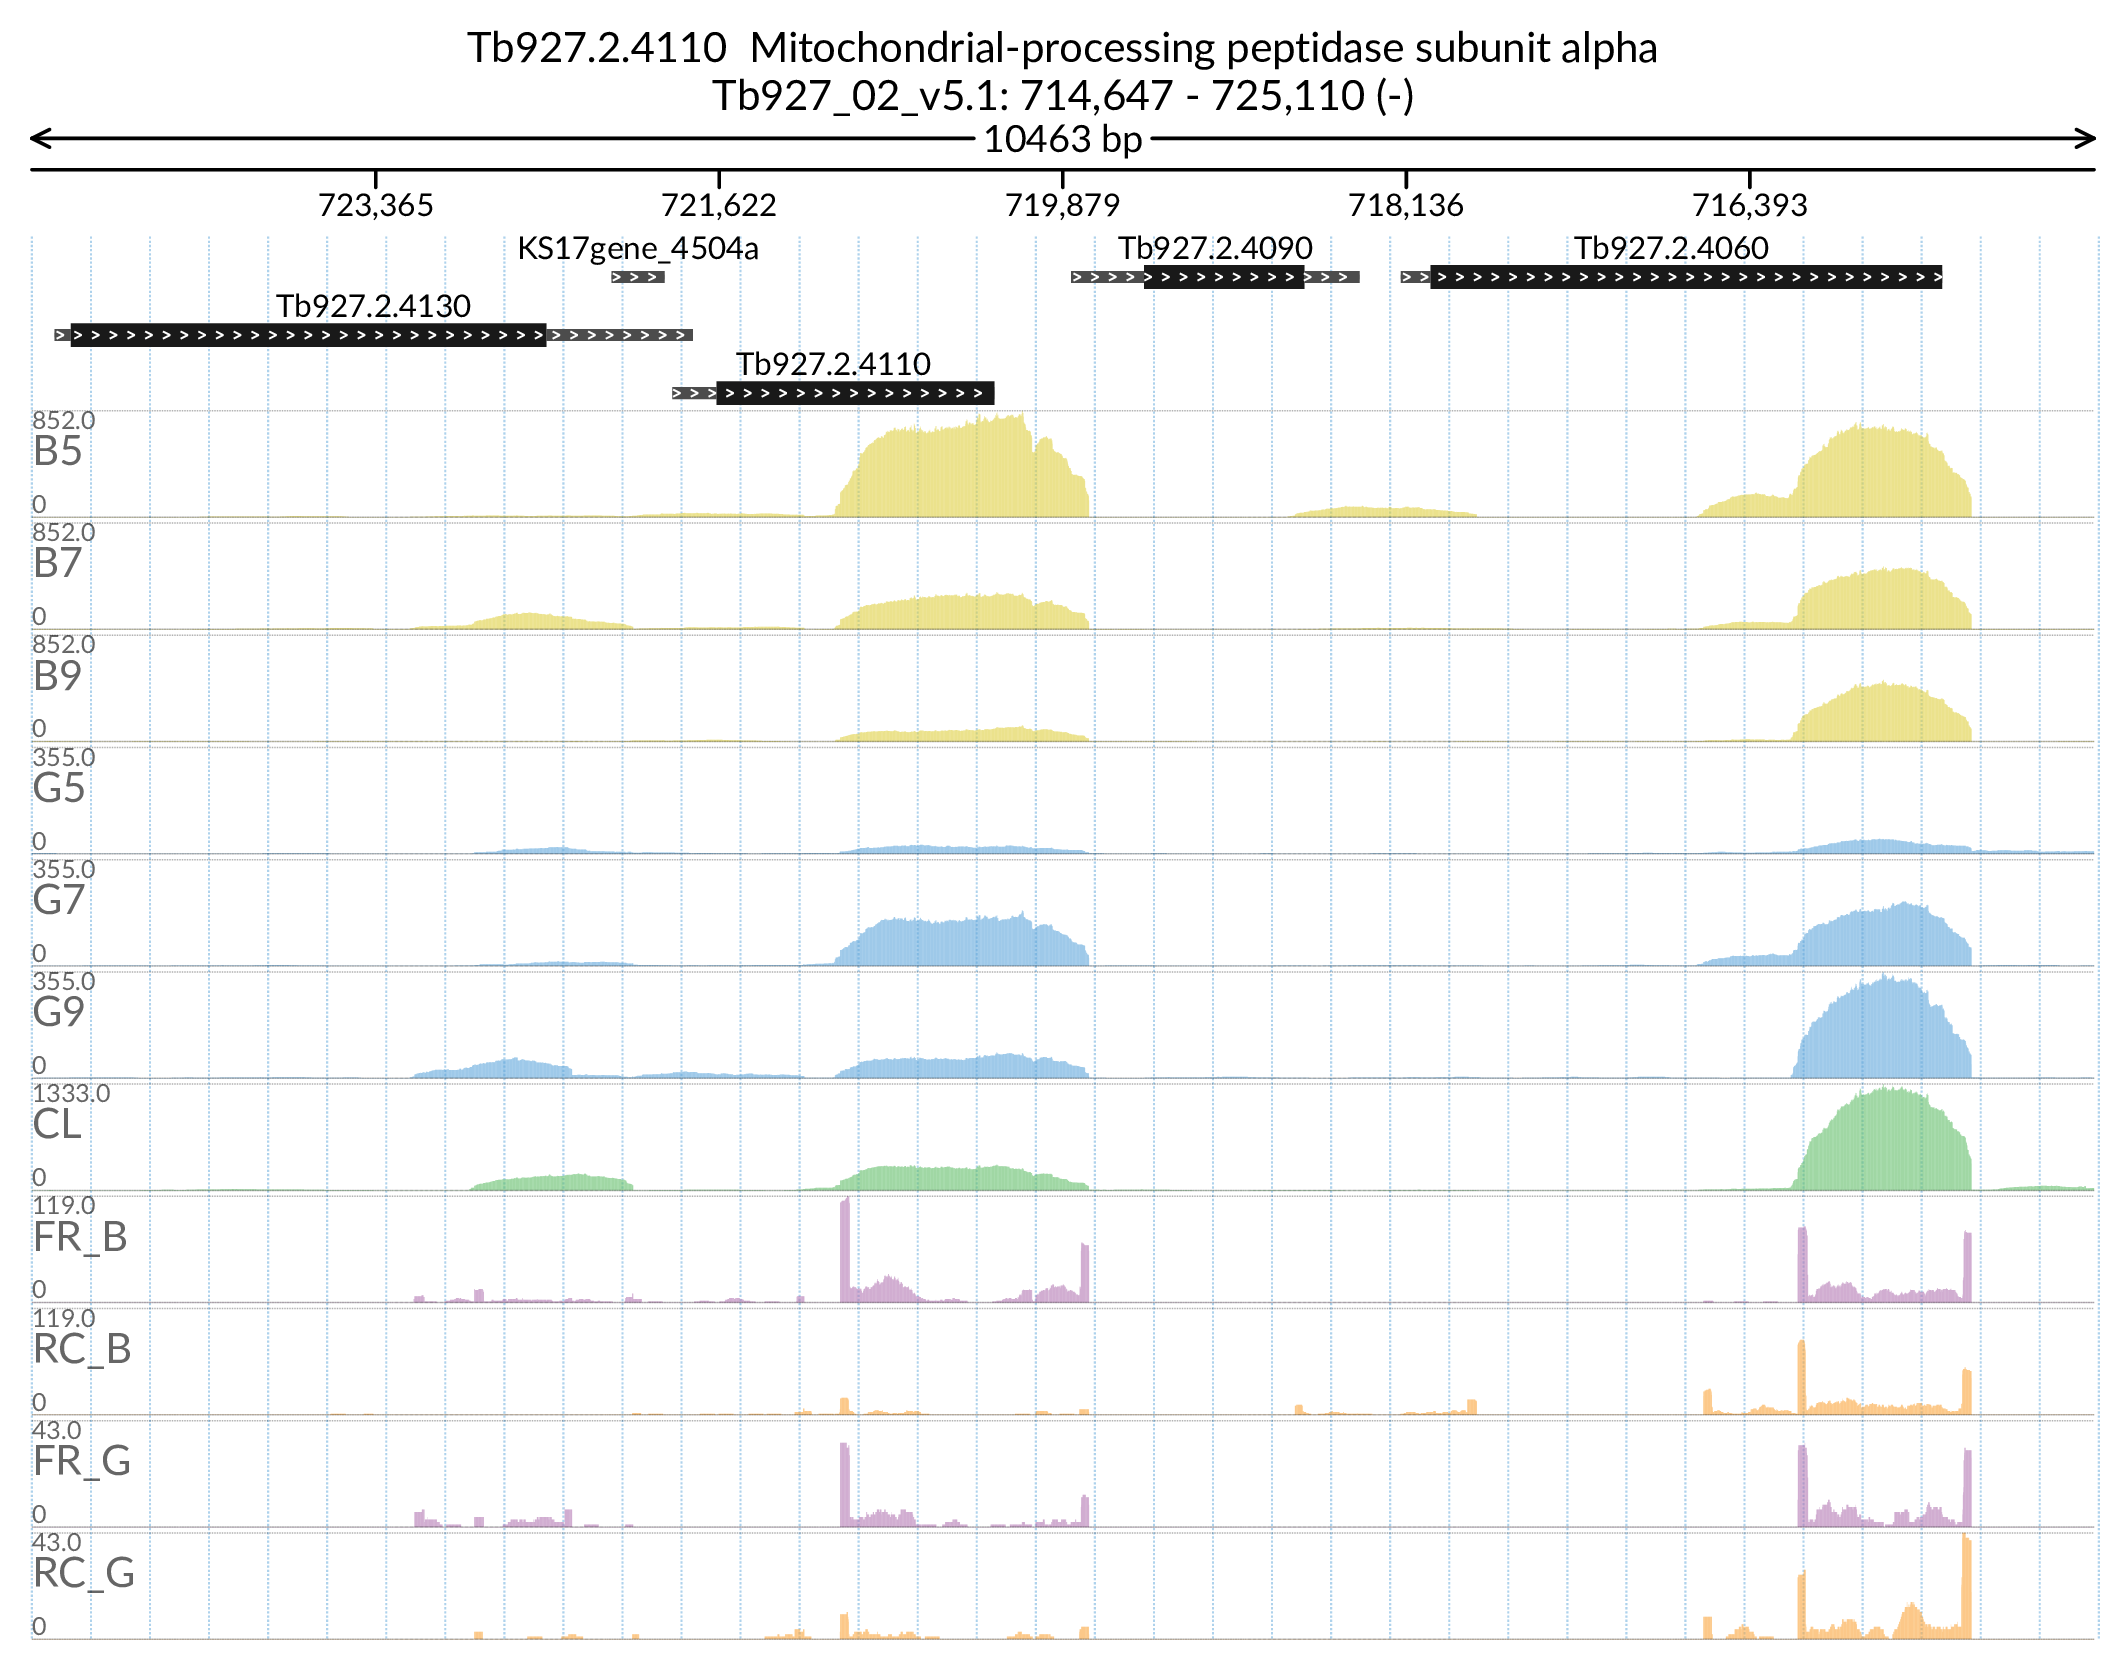 Tb927.2.4110  Mitochondrial-processing peptidase subunit alpha
Tb927_02_v5.1: 714,647 - 725,110 (-)
10463 bp
723,365 721,622 719,879 718,136 716,393
KS17gene_4504a Tb927.2.4090 Tb927.2.4060
Tb927.2.4130
Tb927.2.4110
852.0
B5
0
852.0
B7
0
852.0
B9
0
355.0
G5
0
355.0
G7
0
355.0
G9
0
1333.0
CL
0
119.0
FR_B
0
119.0
RC_B
0
43.0
FR_G
0
43.0
RC_G
0